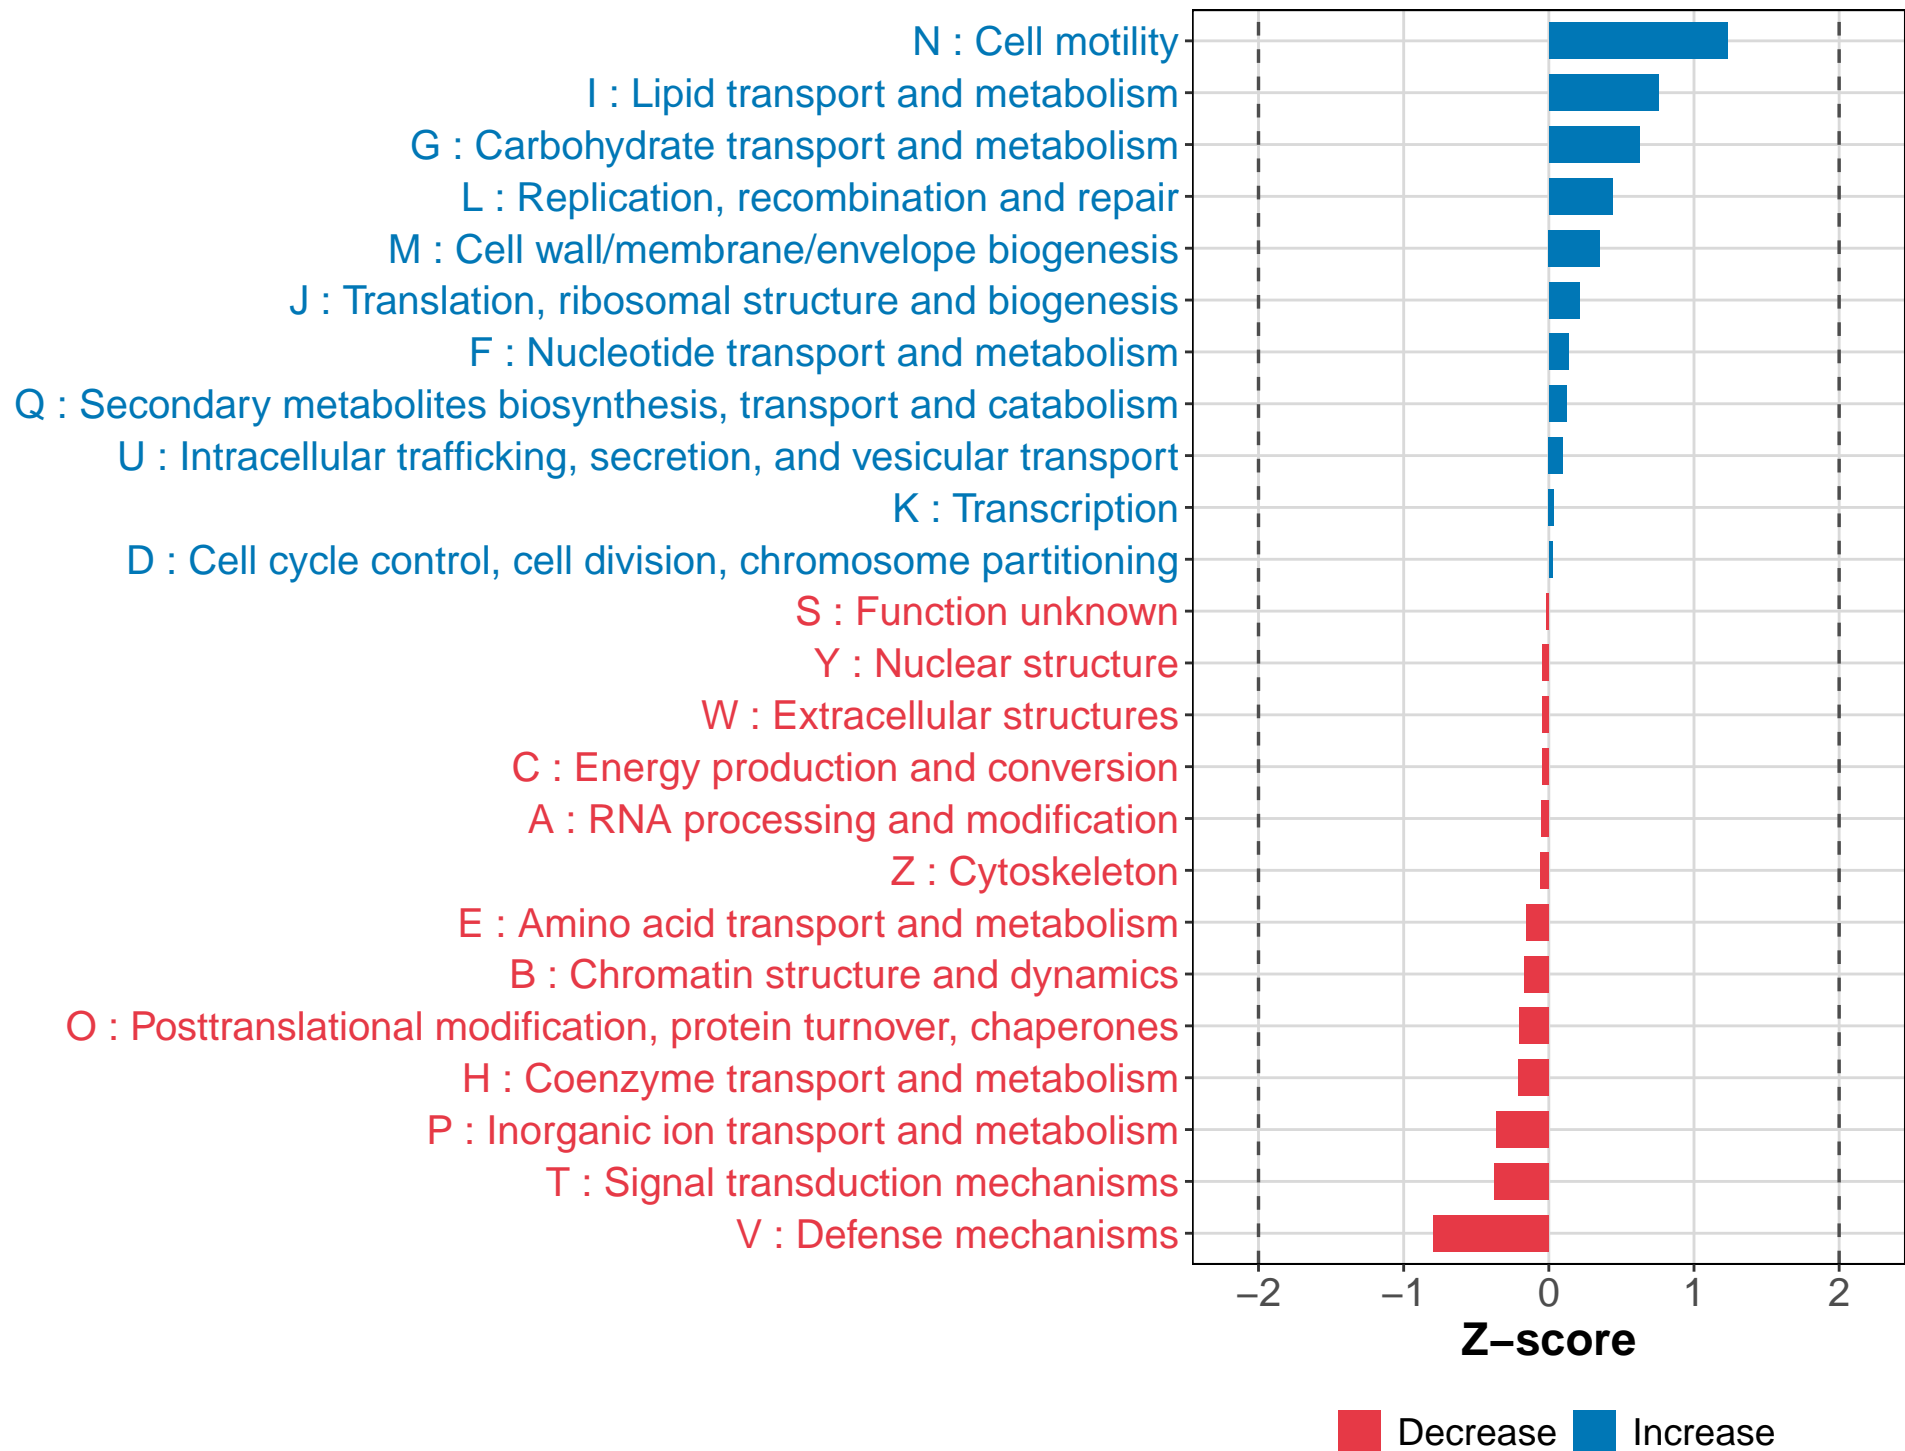 N : Cell motility
I : Lipid transport and metabolism
G : Carbohydrate transport and metabolism
L : Replication, recombination and repair
M : Cell wall/membrane/envelope biogenesis
J : Translation, ribosomal structure and biogenesis
F : Nucleotide transport and metabolism
Q : Secondary metabolites biosynthesis, transport and catabolism
U : Intracellular trafficking, secretion, and vesicular transport
K : Transcription
D : Cell cycle control, cell division, chromosome partitioning
S : Function unknown
Y : Nuclear structure
W : Extracellular structures
C : Energy production and conversion
A : RNA processing and modification
Z : Cytoskeleton
E : Amino acid transport and metabolism
B : Chromatin structure and dynamics
O : Posttranslational modification, protein turnover, chaperones
H : Coenzyme transport and metabolism
P : Inorganic ion transport and metabolism
T : Signal transduction mechanisms
V : Defense mechanisms
−2 −1 0 1 2
Z−score
Decrease Increase